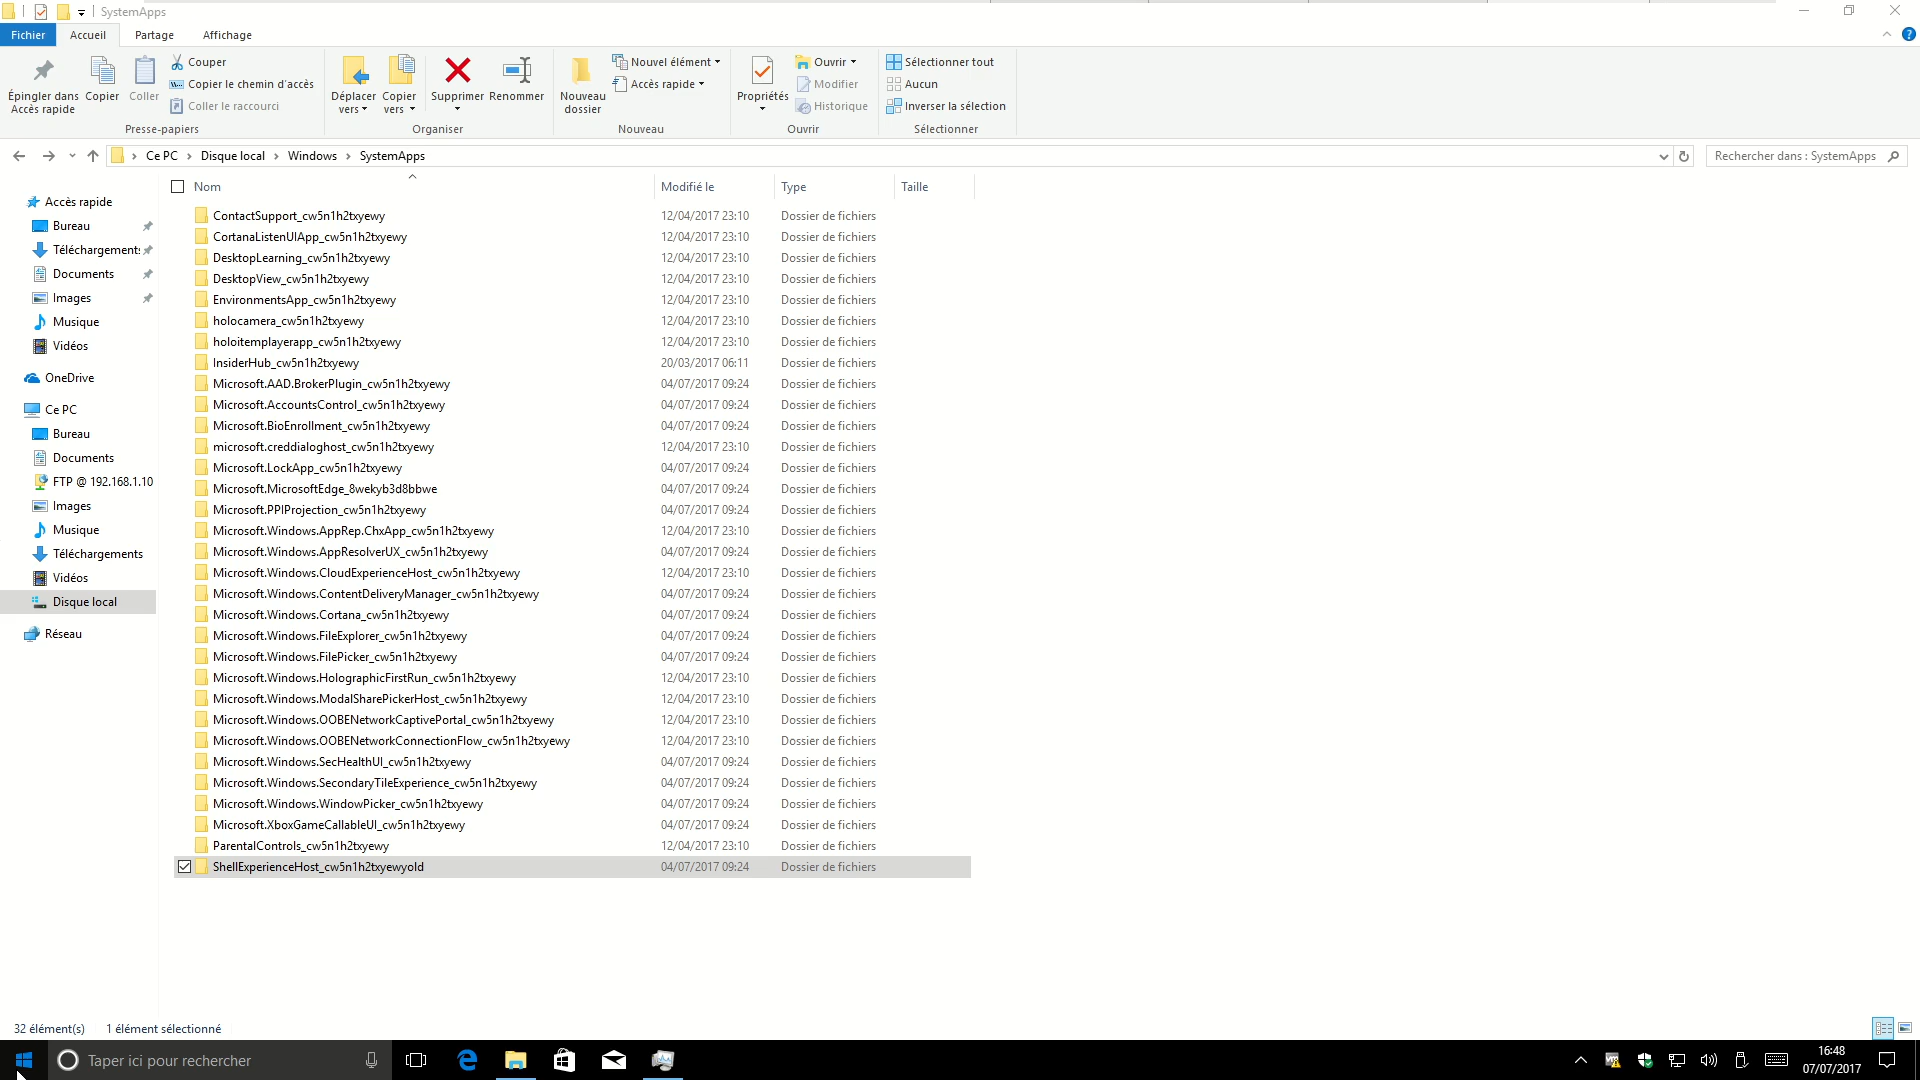 SystemApps
Fichier Accueil Partage Affichage
Épingler dans Accès rapide
Copier
Coller
Couper
Copier le chemin d'accès
Coller le raccourci
Presse-papiers
Déplacer vers
Copier vers
Supprimer
Renommer
Organiser
Nouveau dossier
Nouvel élément
Accès rapide
Nouveau
Propriétés
Ouvrir
Modifier
Historique
Ouvrir
Sélectionner tout
Aucun
Inverser la sélection
Sélectionner
Ce PC > Disque local > Windows > SystemApps
Rechercher dans : SystemApps
Accès rapide
Bureau
Téléchargements
Documents
Images
Musique
Vidéos
OneDrive
Ce PC
Bureau
Documents
FTP @ 192.168.1.10
Images
Musique
Téléchargements
Vidéos
Disque local
Réseau
Nom Modifié le Type Taille
ContactSupport_cw5n1h2txyewy 12/04/2017 23:10 Dossier de fichiers
CortanaListenUIApp_cw5n1h2txyewy 12/04/2017 23:10 Dossier de fichiers
DesktopLearning_cw5n1h2txyewy 12/04/2017 23:10 Dossier de fichiers
DesktopView_cw5n1h2txyewy 12/04/2017 23:10 Dossier de fichiers
EnvironmentsApp_cw5n1h2txyewy 12/04/2017 23:10 Dossier de fichiers
holocamera_cw5n1h2txyewy 12/04/2017 23:10 Dossier de fichiers
holoitemplayerapp_cw5n1h2txyewy 12/04/2017 23:10 Dossier de fichiers
InsiderHub_cw5n1h2txyewy 20/03/2017 06:11 Dossier de fichiers
Microsoft.AAD.BrokerPlugin_cw5n1h2txyewy 04/07/2017 09:24 Dossier de fichiers
Microsoft.AccountsControl_cw5n1h2txyewy 04/07/2017 09:24 Dossier de fichiers
Microsoft.BioEnrollment_cw5n1h2txyewy 04/07/2017 09:24 Dossier de fichiers
microsoft.creddialoghost_cw5n1h2txyewy 12/04/2017 23:10 Dossier de fichiers
Microsoft.LockApp_cw5n1h2txyewy 04/07/2017 09:24 Dossier de fichiers
Microsoft.MicrosoftEdge_8wekyb3d8bbwe 04/07/2017 09:24 Dossier de fichiers
Microsoft.PPIProjection_cw5n1h2txyewy 04/07/2017 09:24 Dossier de fichiers
Microsoft.Windows.AppRep.ChxApp_cw5n1h2txyewy 12/04/2017 23:10 Dossier de fichiers
Microsoft.Windows.AppResolverUX_cw5n1h2txyewy 04/07/2017 09:24 Dossier de fichiers
Microsoft.Windows.CloudExperienceHost_cw5n1h2txyewy 12/04/2017 23:10 Dossier de fichiers
Microsoft.Windows.ContentDeliveryManager_cw5n1h2txyewy 04/07/2017 09:24 Dossier de fichiers
Microsoft.Windows.Cortana_cw5n1h2txyewy 04/07/2017 09:24 Dossier de fichiers
Microsoft.Windows.FileExplorer_cw5n1h2txyewy 04/07/2017 09:24 Dossier de fichiers
Microsoft.Windows.FilePicker_cw5n1h2txyewy 04/07/2017 09:24 Dossier de fichiers
Microsoft.Windows.HolographicFirstRun_cw5n1h2txyewy 12/04/2017 23:10 Dossier de fichiers
Microsoft.Windows.ModalSharePickerHost_cw5n1h2txyewy 12/04/2017 23:10 Dossier de fichiers
Microsoft.Windows.OOBENetworkCaptivePortal_cw5n1h2txyewy 12/04/2017 23:10 Dossier de fichiers
Microsoft.Windows.OOBENetworkConnectionFlow_cw5n1h2txyewy 12/04/2017 23:10 Dossier de fichiers
Microsoft.Windows.SecHealthUI_cw5n1h2txyewy 04/07/2017 09:24 Dossier de fichiers
Microsoft.Windows.SecondaryTileExperience_cw5n1h2txyewy 04/07/2017 09:24 Dossier de fichiers
Microsoft.Windows.WindowPicker_cw5n1h2txyewy 04/07/2017 09:24 Dossier de fichiers
Microsoft.XboxGameCallableUI_cw5n1h2txyewy 04/07/2017 09:24 Dossier de fichiers
ParentalControls_cw5n1h2txyewy 12/04/2017 23:10 Dossier de fichiers
ShellExperienceHost_cw5n1h2txyewyold 04/07/2017 09:24 Dossier de fichiers
32 élément(s) 1 élément sélectionné
Taper ici pour rechercher
16:48
07/07/2017